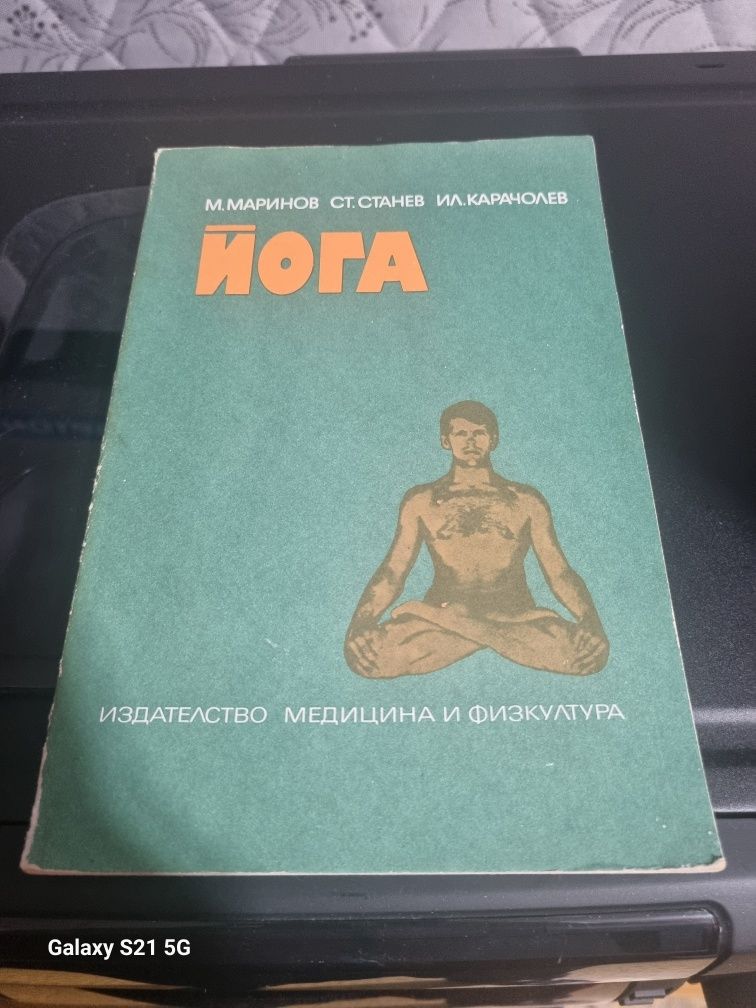 М. МАРИНОВ СТ. СТАНЕВ ИЛ. КАРАЧОЛЕВ
ЙОГА
ИЗДАТЕЛСТВО МЕДИЦИНА И ФИЗКУЛТУРА
Galaxy S21 5G